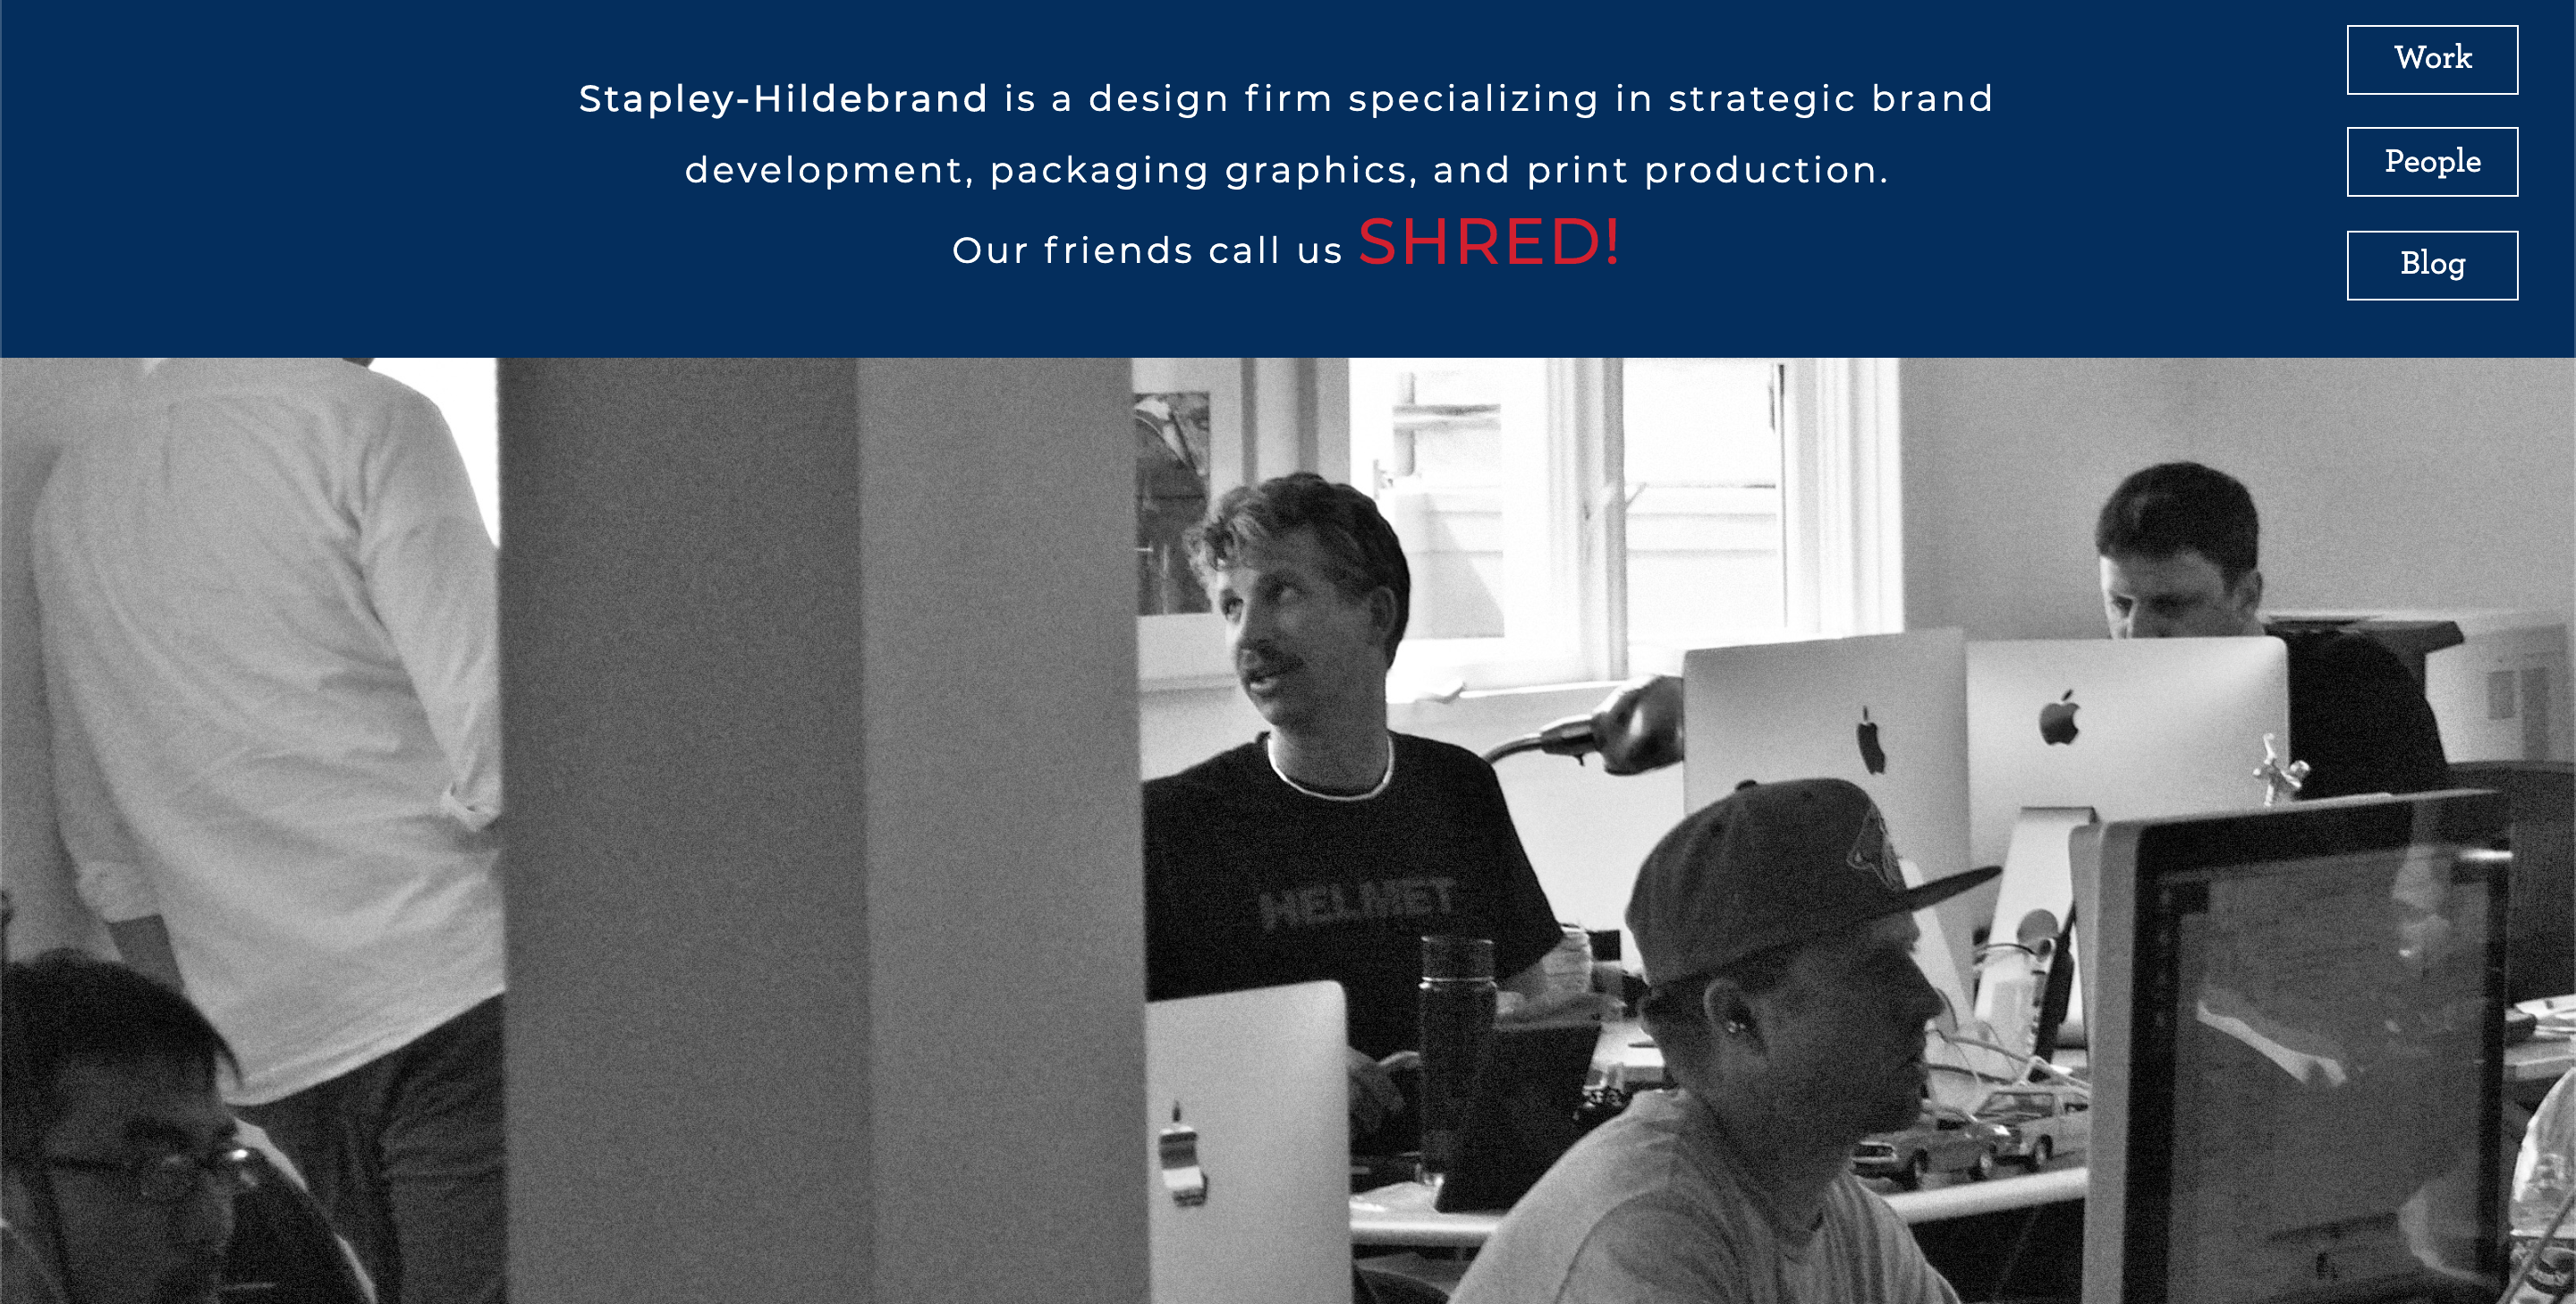 Stapley-Hildebrand is a design firm specializing in strategic brand
development, packaging graphics, and print production.
Our friends call us SHRED!
Work
People
Blog
HELMET